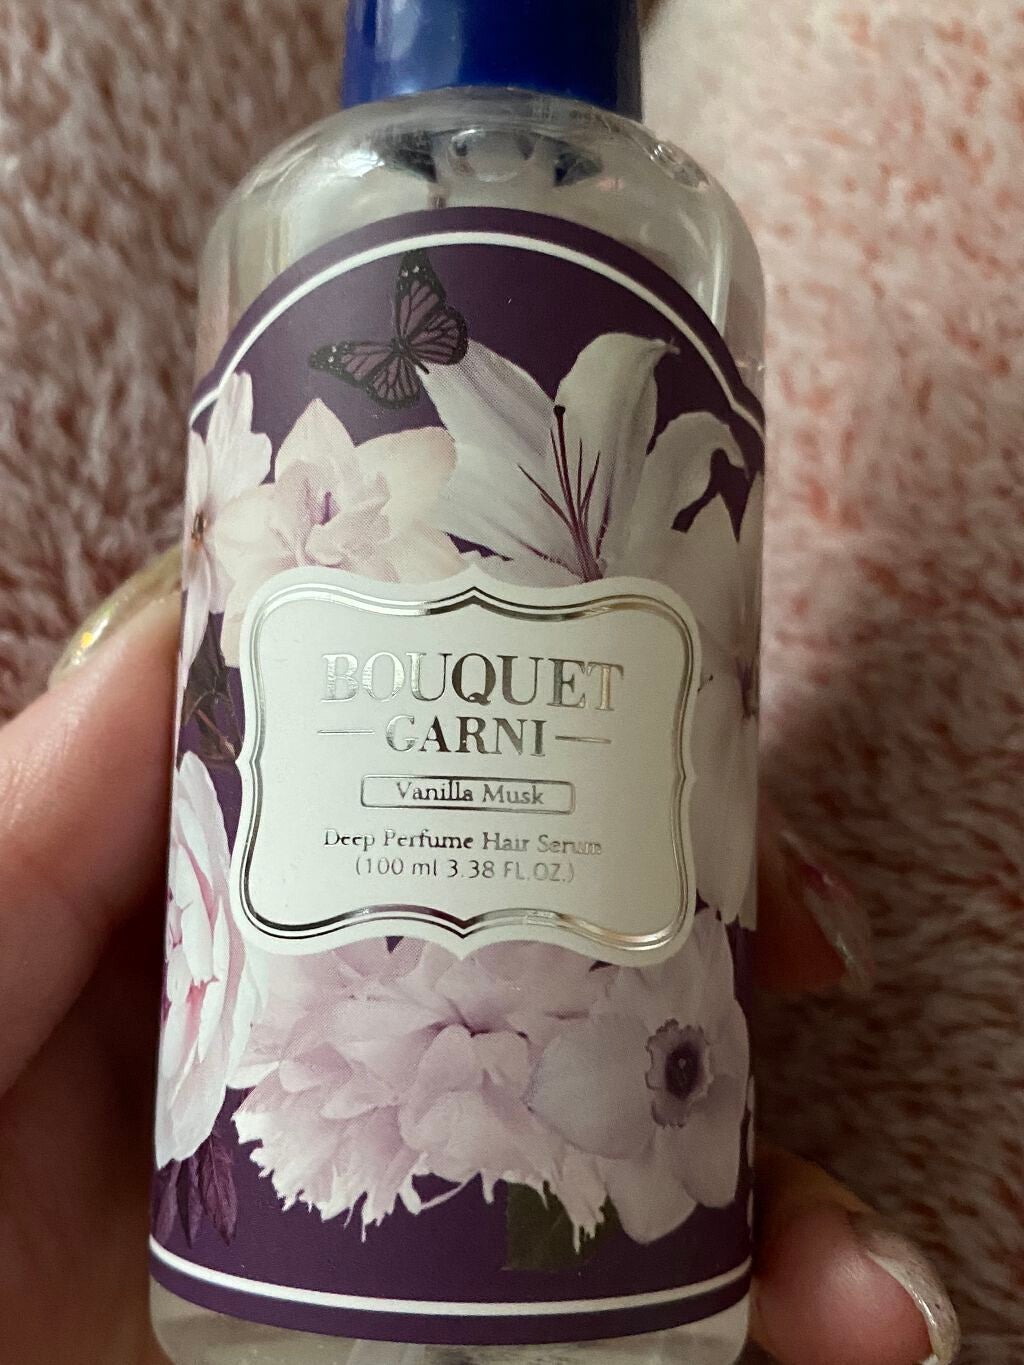 BOUQUET
GARNI
Vanilla Musk
Deep Perfume Hair Serum
(100 ml 3.38 FL.OZ.)